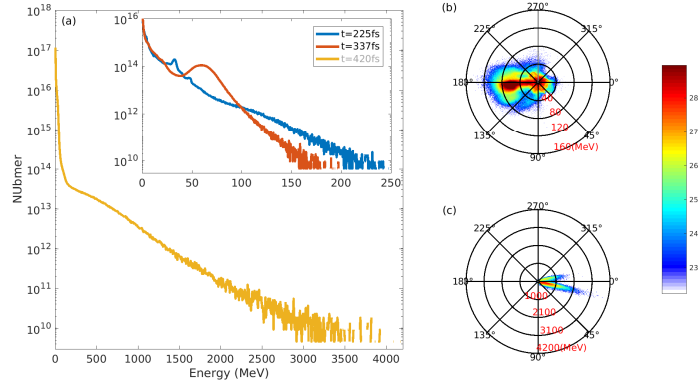 (a)
NUbmer
10^17
10^16
10^15
10^14
10^13
10^12
10^11
10^10
0 500 1000 1500 2000 2500 3000 3500 4000
Energy (MeV)
10^16
10^14
10^12
10^10
0 50 100 150 200 250
t=225fs
t=337fs
t=420fs
(b)
270°
225° 315°
180° 0°
80
120
160(MeV)
135° 45°
90°
(c)
270°
225° 315°
180° 0°
1000
2100
3100
4200(MeV)
135° 45°
90°
28
27
26
25
24
23